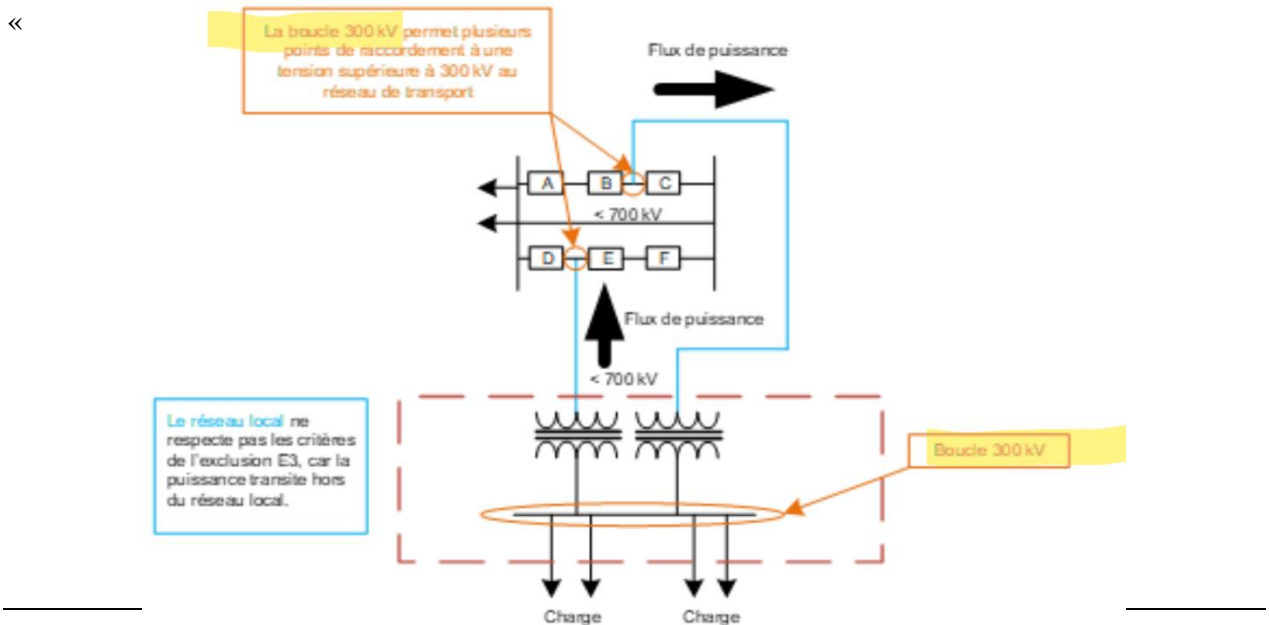 «
La boucle 300 kV permet plusieurs
points de raccordement à une
tension supérieure à 300 kV au
réseau de transport
Flux de puissance
A B C
< 700 kV
D E F
Flux de puissance
< 700 kV
Le réseau local ne
respecte pas les critères
de l'exclusion E3, car la
puissance transite hors
du réseau local.
Boucle 300 kV
Charge Charge